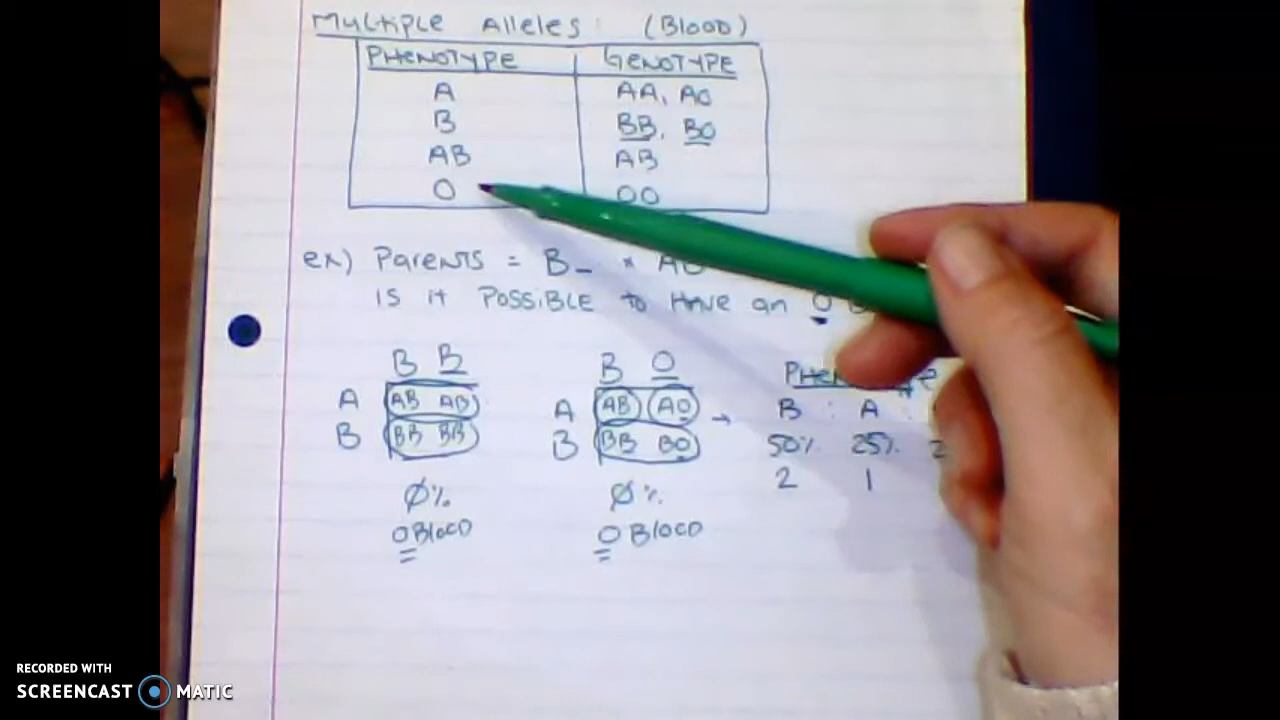 Multiple Alleles: (Blood)
PHENOTYPE GENOTYPE
A AA, AO
B BB, BO
AB AB
O OO
ex) Parents = B_ x A
is it possible to Have an O
B B B O Phen e
A AB AB A AB AO → B : A :
B BB BB B BB BO 50% 25% 2
0% 0% 2 1
O Blood O Blood
RECORDED WITH
SCREENCAST MATIC